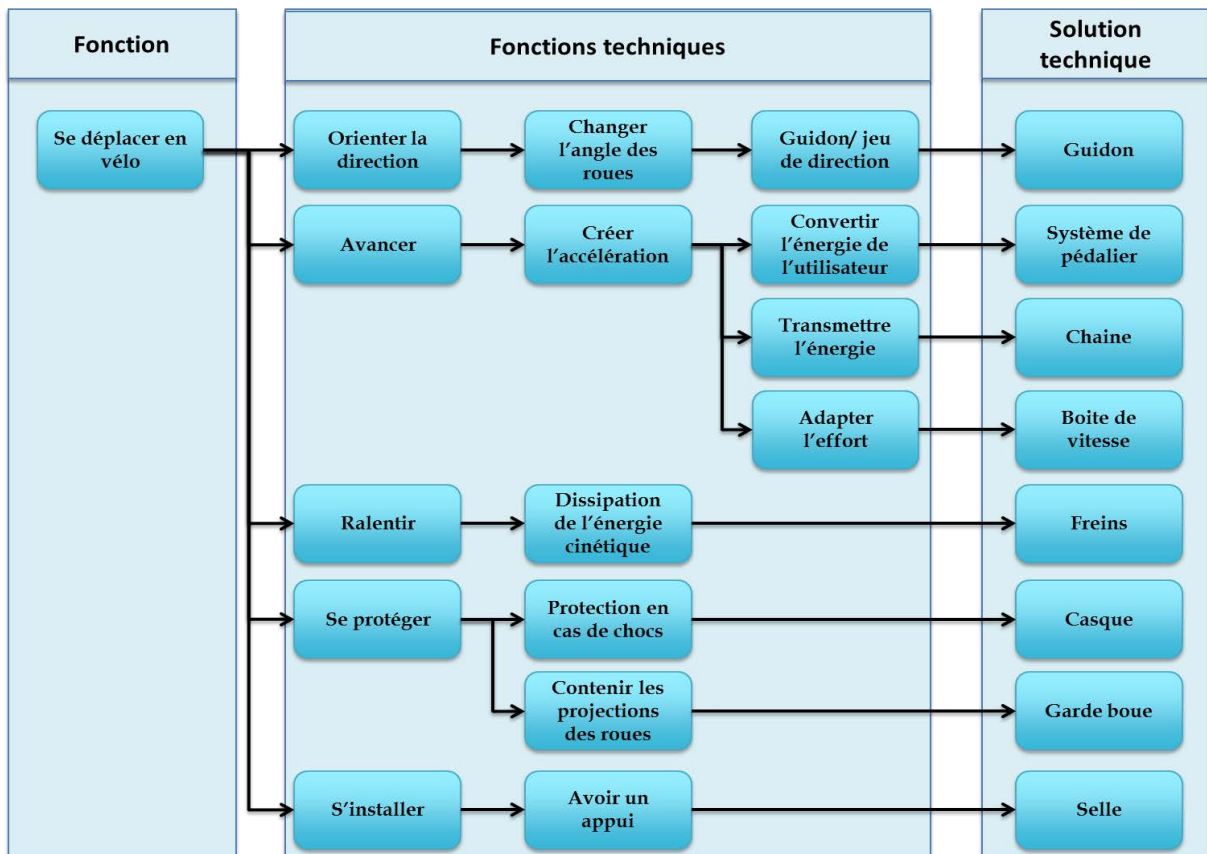 Fonction
Fonctions techniques
Solution
technique
Se déplacer en
vélo
Orienter la
direction
Changer
l'angle des
roues
Guidon/ jeu
de direction
Guidon
Avancer
Créer
l'accélération
Convertir
l'énergie de
l'utilisateur
Système de
pédalier
Transmettre
l'énergie
Chaine
Adapter
l'effort
Boite de
vitesse
Ralentir
Dissipation
de l'énergie
cinétique
Freins
Se protéger
Protection en
cas de chocs
Casque
Contenir les
projections
des roues
Garde boue
S'installer
Avoir un
appui
Selle